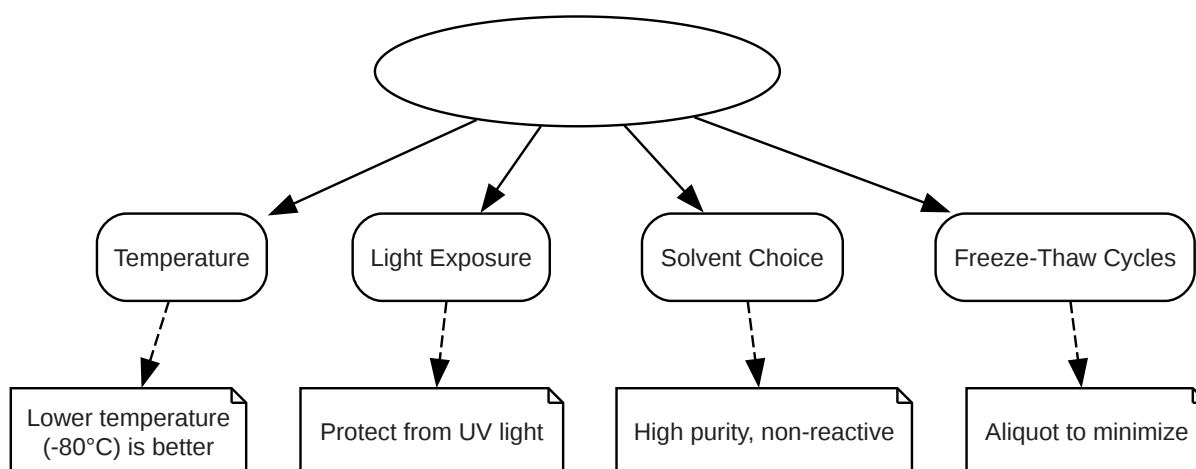 Temperature
Light Exposure
Solvent Choice
Freeze-Thaw Cycles
Lower temperature
(-80°C) is better
Protect from UV light
High purity, non-reactive
Aliquot to minimize